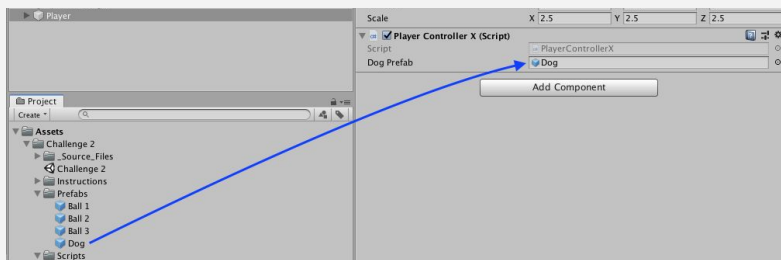 Player
Scale X 2.5 Y 2.5 Z 2.5
Player Controller X (Script)
Script PlayerControllerX
Dog Prefab Dog
Add Component
Project
Create
Assets
Challenge 2
_Source_Files
Challenge 2
Instructions
Prefabs
Ball 1
Ball 2
Ball 3
Dog
Scripts